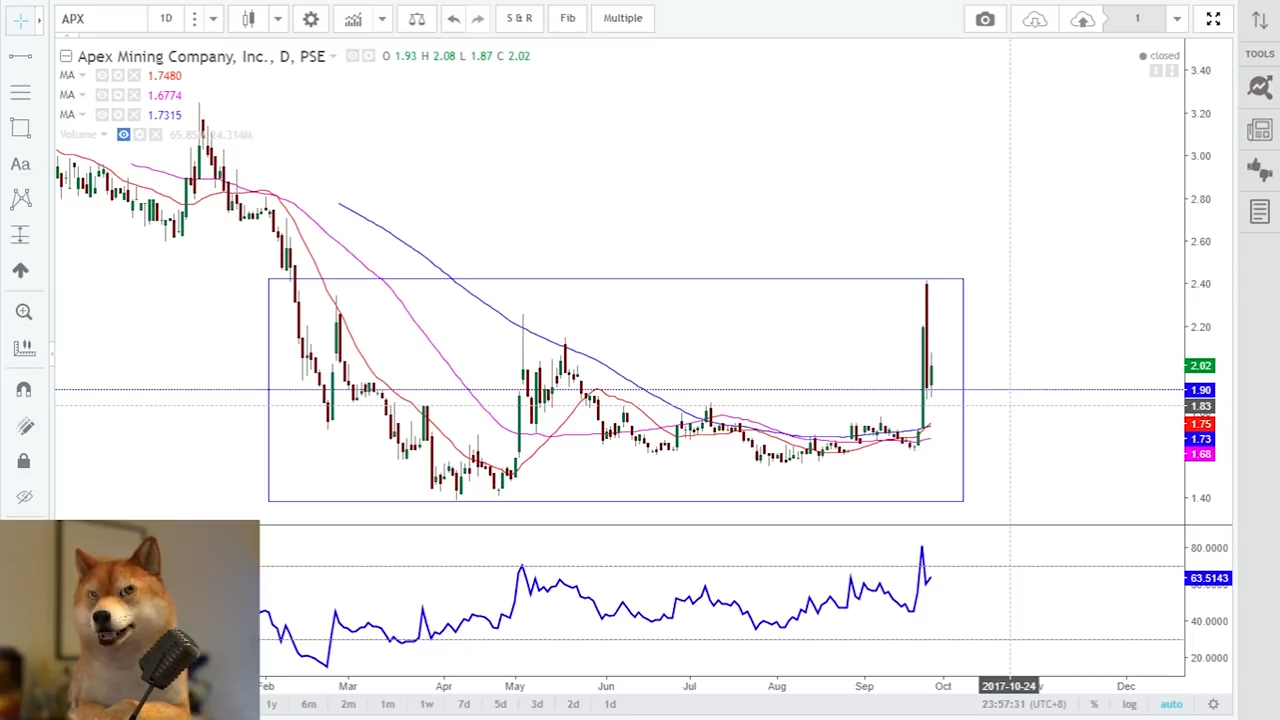 APX 1D S & R Fib Multiple 1
Apex Mining Company, Inc., D, PSE O 1.93 H 2.08 L 1.87 C 2.02 closed
MA 1.7480
MA 1.6774
MA 1.7315
Volume
TOOLS
Aa
3.40
3.20
3.00
2.80
2.60
2.40
2.20
2.02
1.90
1.83
1.75
1.73
1.68
1.40
80.0000
63.5143
40.0000
20.0000
Feb Mar Apr May Jun Jul Aug Sep Oct 2017-10-24 Dec
1y 6m 2m 1m 7d 5d 3d 2d 1d 23:57:31 (UTC+8) % log auto